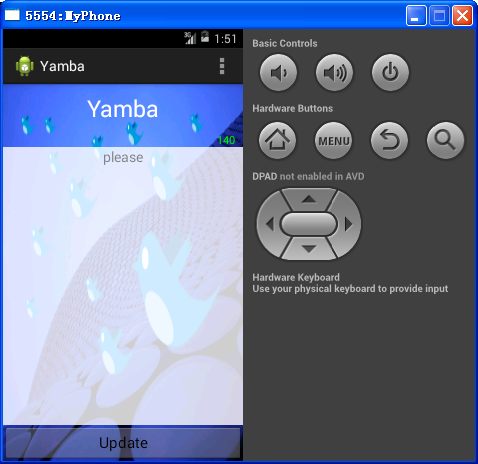 5554:MyPhone
3G 1:51
Yamba
Yamba
140
please
Update
Basic Controls
Hardware Buttons
MENU
DPAD not enabled in AVD
Hardware Keyboard
Use your physical keyboard to provide input